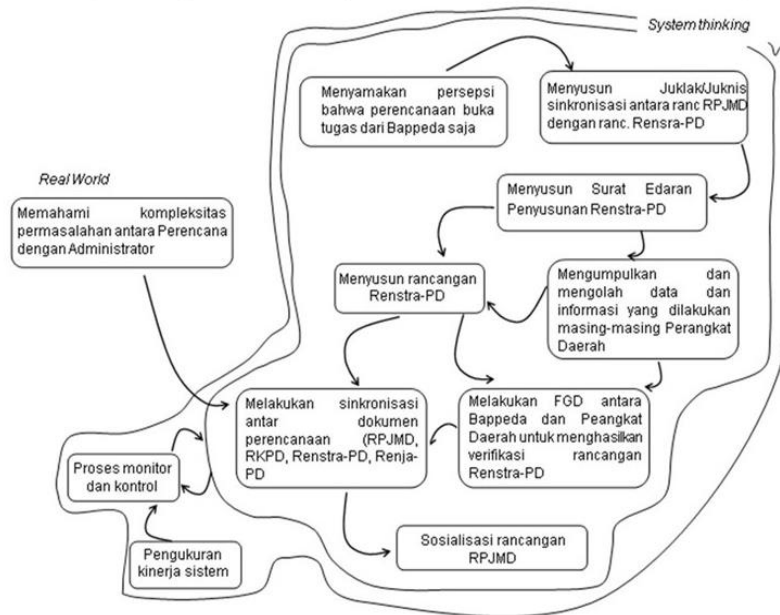 System thinking
Menyamakan persepsi
bahwa perencanaan buka
tugas dari Bappeda saja
Menyusun Juklak/Juknis
sinkronisasi antara ranc RPJMD
dengan ranc. Rensra-PD
Real World
Memahami kompleksitas
permasalahan antara Perencana
dengan Administrator
Menyusun Surat Edaran
Penyusunan Renstra-PD
Menyusun rancangan
Renstra-PD
Mengumpulkan dan
mengolah data dan
informasi yang dilakukan
masing-masing Perangkat
Daerah
Melakukan sinkronisasi
antar dokumen
perencanaan (RPJMD,
RKPD, Renstra-PD, Renja-
PD
Melakukan FGD antara
Bappeda dan Peangkat
Daerah untuk menghasilkan
verifikasi rancangan
Renstra-PD
Proses monitor
dan kontrol
Pengukuran
kinerja sistem
Sosialisasi rancangan
RPJMD